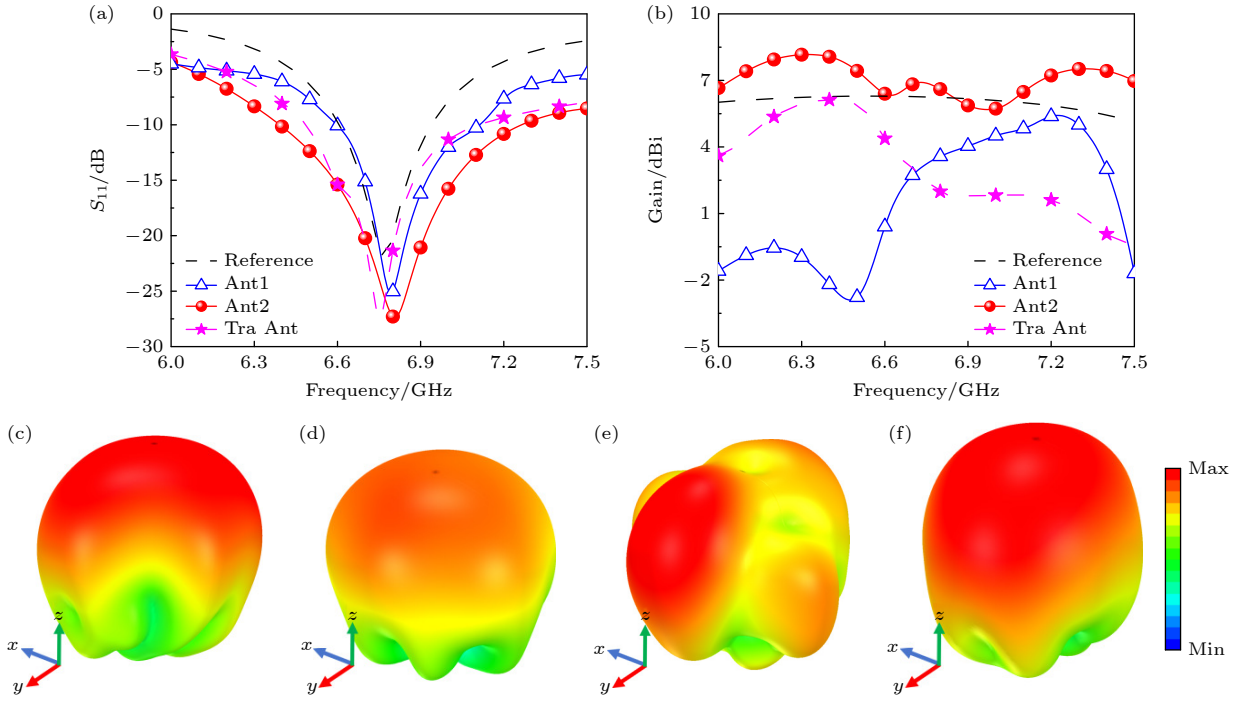 (a)
0
−5
−10
−15
−20
−25
−30
S11/dB
Reference
Ant1
Ant2
Tra Ant
6.0 6.3 6.6 6.9 7.2 7.5
Frequency/GHz
(b)
10
7
4
1
−2
−5
Gain/dBi
Reference
Ant1
Ant2
Tra Ant
6.0 6.3 6.6 6.9 7.2 7.5
Frequency/GHz
(c)
z
x
y
(d)
z
x
y
(e)
z
x
y
(f)
z
x
y
Max
Min